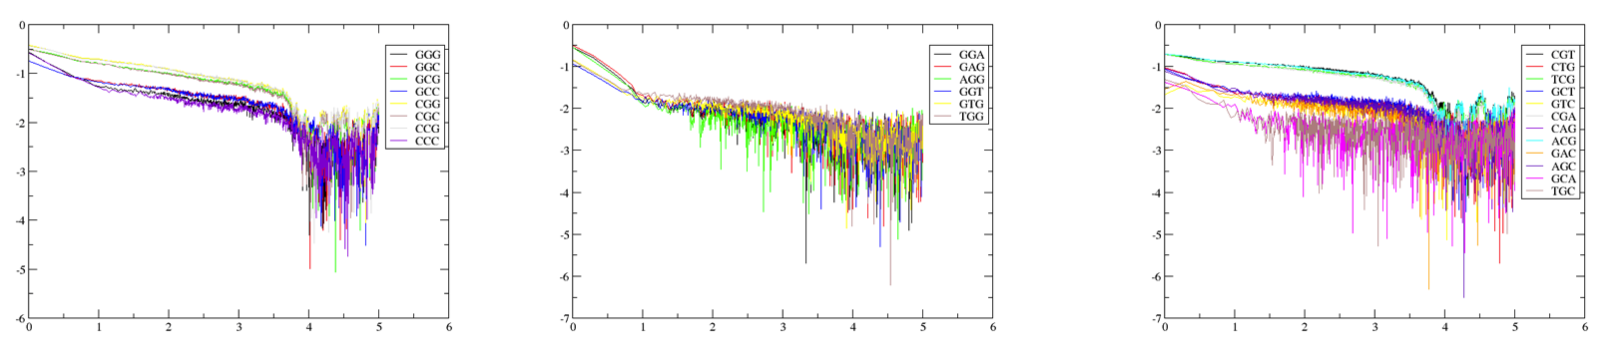 0
-1
-2
-3
-4
-5
-6
0 1 2 3 4 5 6
GGG
GGC
GCG
GCC
CGG
CGC
CCG
CCC
0
-1
-2
-3
-4
-5
-6
-7
0 1 2 3 4 5 6
GGA
GAG
AGG
GGT
GTG
TGG
0
-1
-2
-3
-4
-5
-6
-7
0 1 2 3 4 5 6
CGT
CTG
TCG
GCT
GTC
CGA
CAG
ACG
GAC
AGC
GCA
TGC